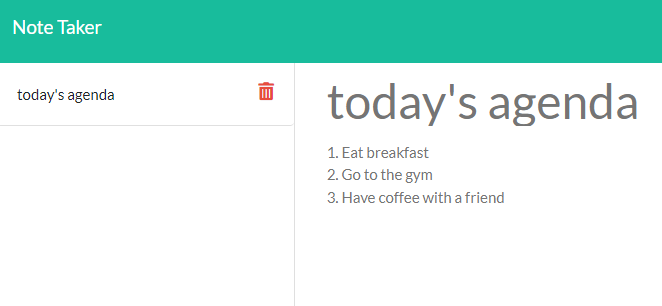 Note Taker
today's agenda
today's agenda
1. Eat breakfast
2. Go to the gym
3. Have coffee with a friend